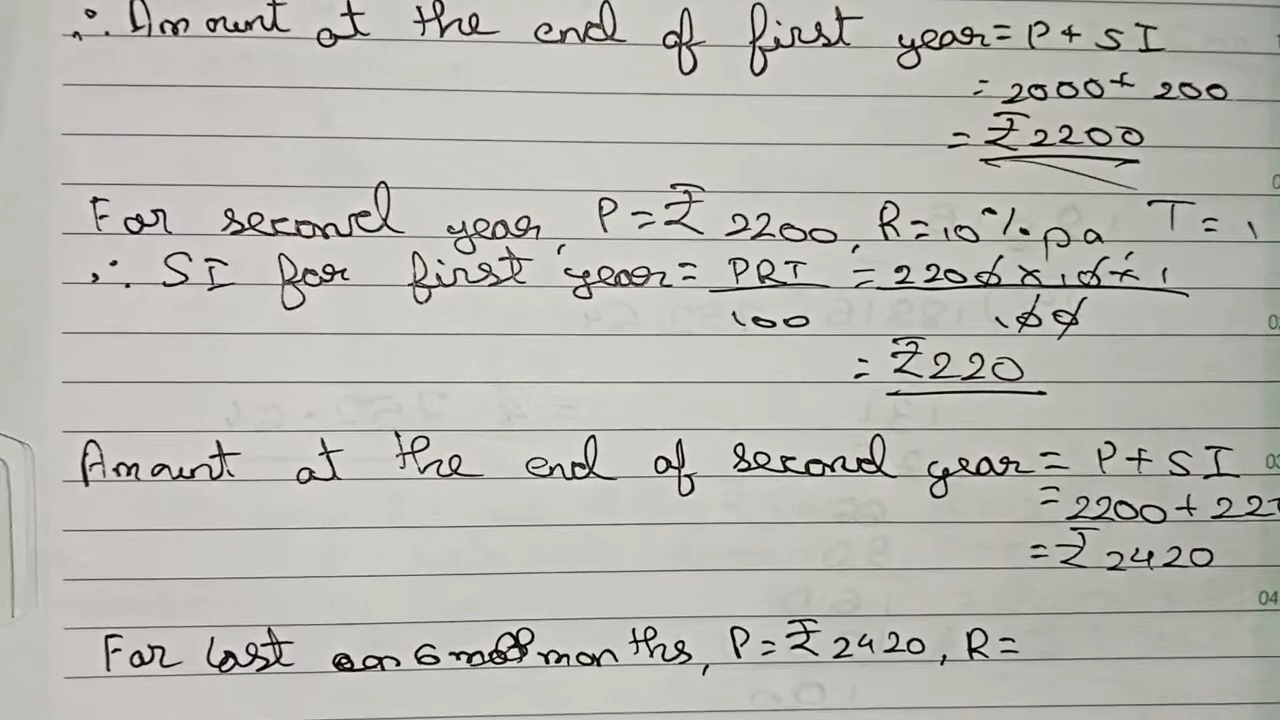 ∴ Amount at the end of first year = P + SI
= 2000 + 200
= ₹2200
For second year, P = ₹ 2200, R = 10% pa T = 1
∴ SI for first year = PRT/100 = 2200 × 10 × 1/100
= ₹220
Amount at the end of second year = P + SI
= 2200 + 22
= ₹2420
For last 6 months, P = ₹2420, R =